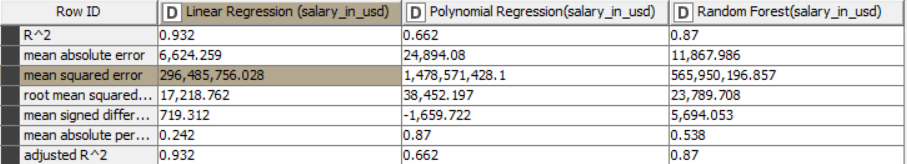 Row ID D Linear Regression (salary_in_usd) D Polynomial Regression(salary_in_usd) D Random Forest(salary_in_usd)
R^2 0.932 0.662 0.87
mean absolute error 6,624.259 24,894.08 11,867.986
mean squared error 296,485,756.028 1,478,571,428.1 565,950,196.857
root mean squared... 17,218.762 38,452.197 23,789.708
mean signed differ... 719.312 -1,659.722 5,694.053
mean absolute per... 0.242 0.87 0.538
adjusted R^2 0.932 0.662 0.87